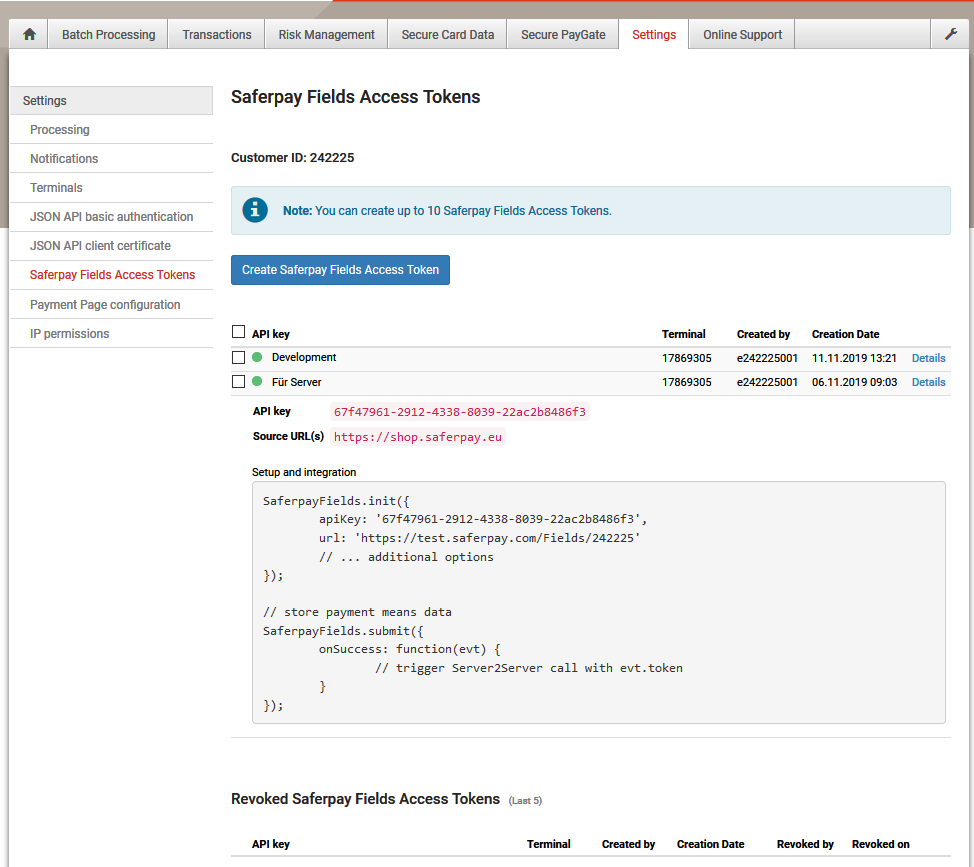 Batch Processing Transactions Risk Management Secure Card Data Secure PayGate Settings Online Support
Settings
Processing
Notifications
Terminals
JSON API basic authentication
JSON API client certificate
Saferpay Fields Access Tokens
Payment Page configuration
IP permissions
Saferpay Fields Access Tokens
Customer ID: 242225
Note: You can create up to 10 Saferpay Fields Access Tokens.
Create Saferpay Fields Access Token
API key Terminal Created by Creation Date
Development 17869305 e242225001 11.11.2019 13:21 Details
Für Server 17869305 e242225001 06.11.2019 09:03 Details
API key 67f47961-2912-4338-8039-22ac2b8486f3
Source URL(s) https://shop.saferpay.eu
Setup and integration
SaferpayFields.init({
apiKey: '67f47961-2912-4338-8039-22ac2b8486f3',
url: 'https://test.saferpay.com/Fields/242225'
// ... additional options
});
// store payment means data
SaferpayFields.submit({
onSuccess: function(evt) {
// trigger Server2Server call with evt.token
}
});
Revoked Saferpay Fields Access Tokens (Last 5)
API key Terminal Created by Creation Date Revoked by Revoked on